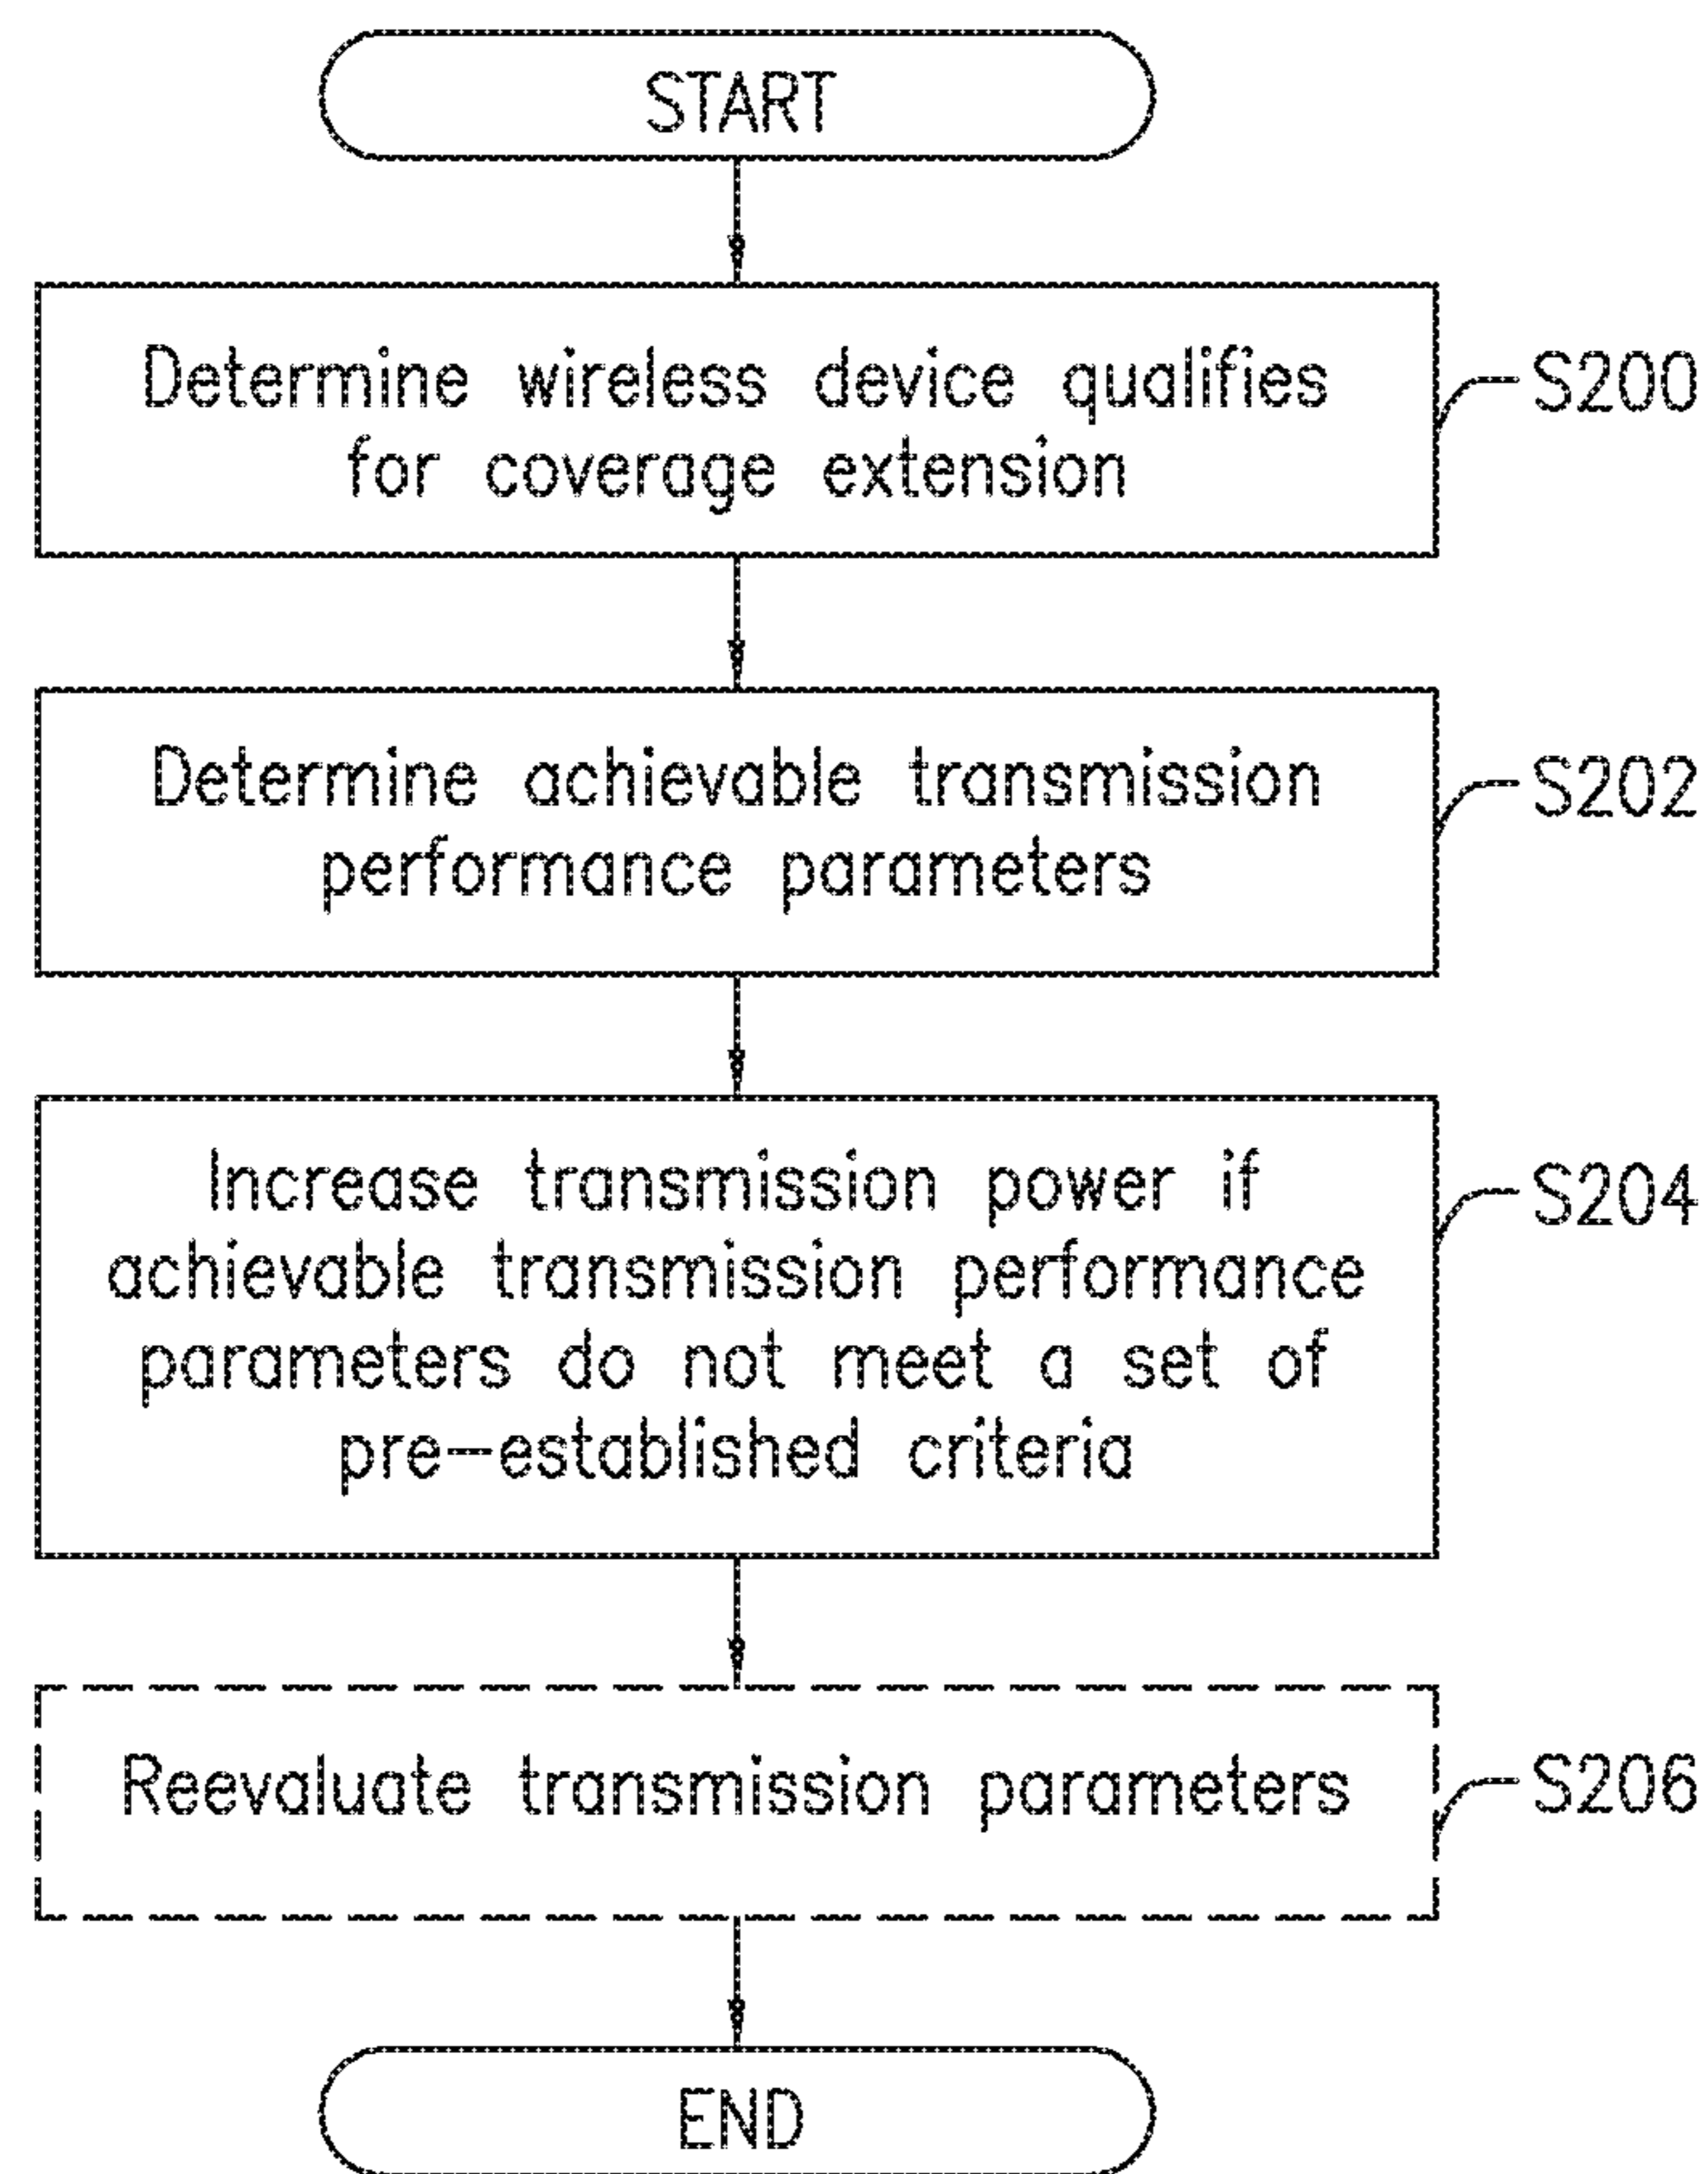 START
Determine wireless device qualifies
for coverage extension
S200
Determine achievable transmission
performance parameters
S202
Increase transmission power if
achievable transmission performance
parameters do not meet a set of
pre-established criteria
S204
Reevaluate transmission parameters
S206
END